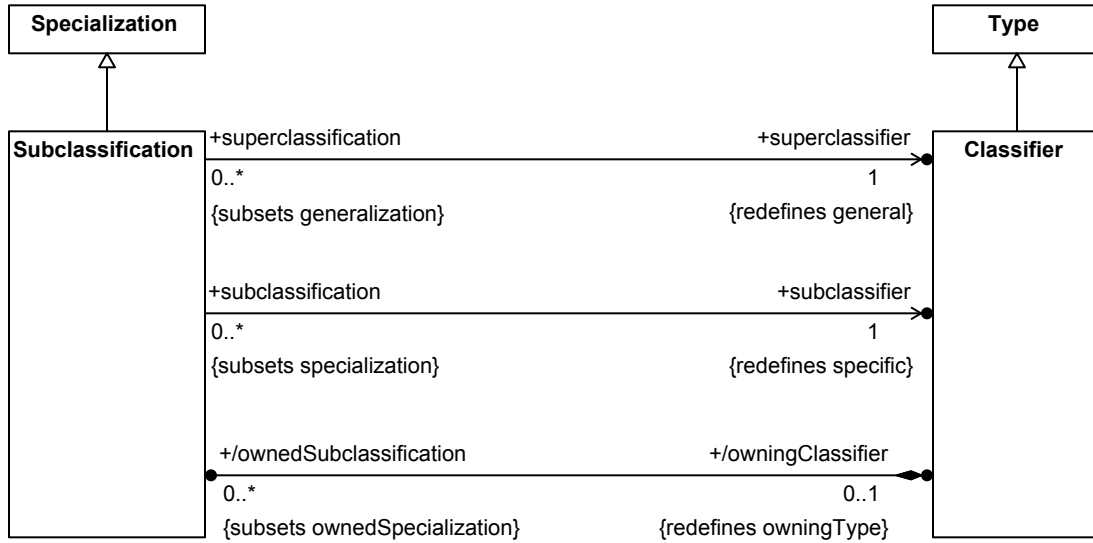 Specialization
Type
Subclassification
Classifier
+superclassification
+superclassifier
0..*
1
{subsets generalization}
{redefines general}
+subclassification
+subclassifier
0..*
1
{subsets specialization}
{redefines specific}
+/ownedSubclassification
+/owningClassifier
0..*
0..1
{subsets ownedSpecialization}
{redefines owningType}